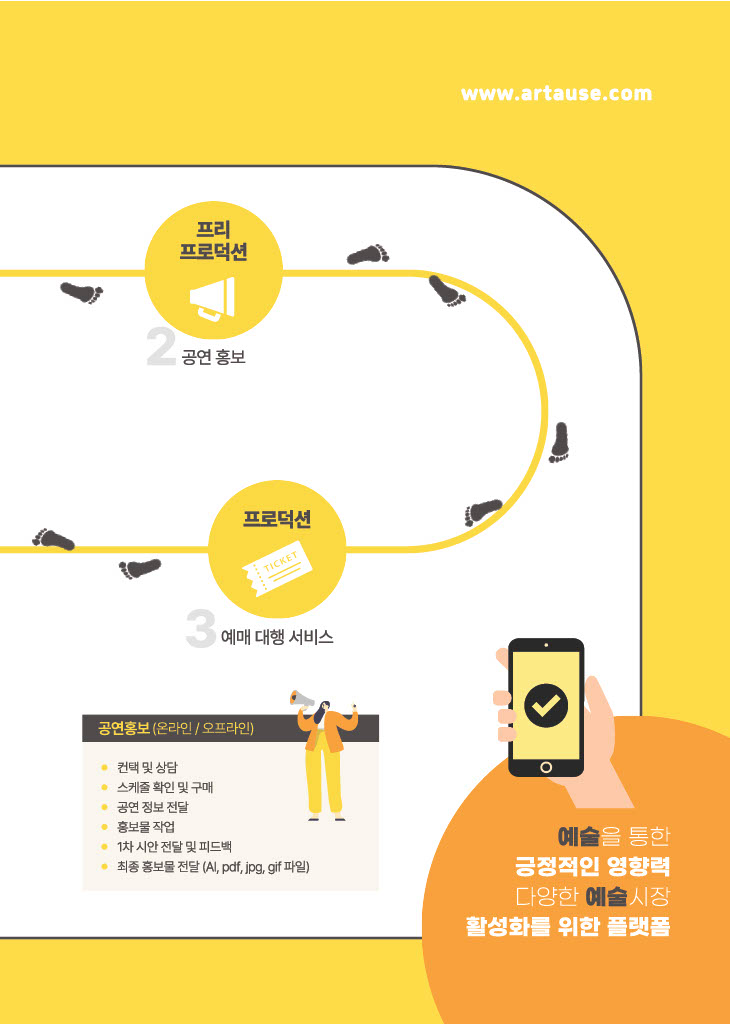 www.artause.com
프리
프로덕션
2 공연 홍보
프로덕션
TICKET
3 예매 대행 서비스
공연홍보 (온라인 / 오프라인)
컨택 및 상담
스케줄 확인 및 구매
공연 정보 전달
홍보물 작업
1차 시안 전달 및 피드백
최종 홍보물 전달 (AI, pdf, jpg, gif 파일)
예술을 통한
긍정적인 영향력
다양한 예술시장
활성화를 위한 플랫폼